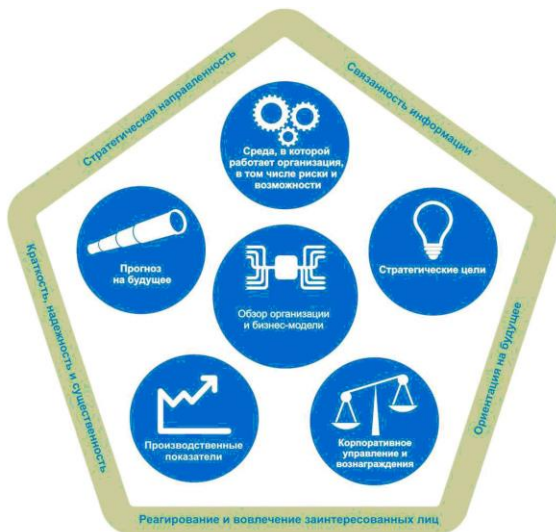 Стратегическая направленность
Связанность информации
Среда, в которой
работает организация,
в том числе риски и
возможности
Прогноз
на будущее
Стратегические цели
Обзор организации
и бизнес-модели
Производственные
показатели
Корпоративное
управление и
вознаграждения
Краткость, надежность и существенность
Ориентация на будущее
Реагирование и вовлечение заинтересованных лиц